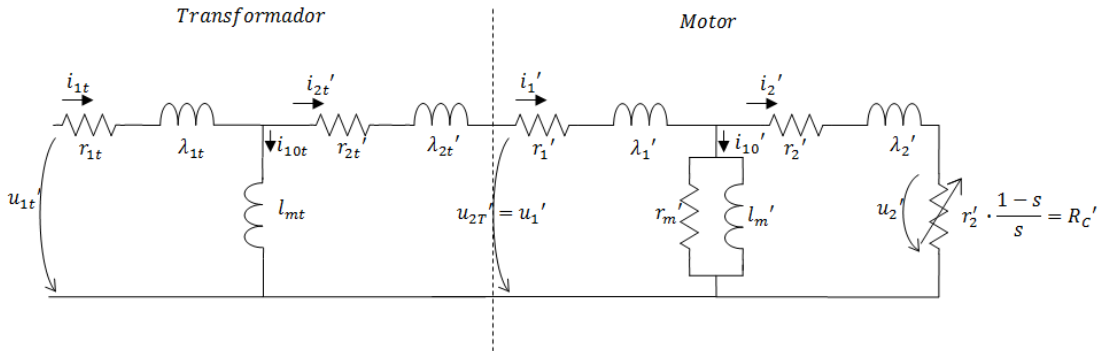 Transformador
Motor
i₁ₜ
i₂ₜ′
i₁′
i₂′
r₁ₜ
λ₁ₜ
i₁₀ₜ
r₂ₜ′
λ₂ₜ′
r₁′
λ₁′
i₁₀′
r₂′
λ₂′
u₁ₜ′
lₘₜ
u₂T′ = u₁′
rₘ′
lₘ′
u₂′
r₂′ · (1 − s)/s = R_C′